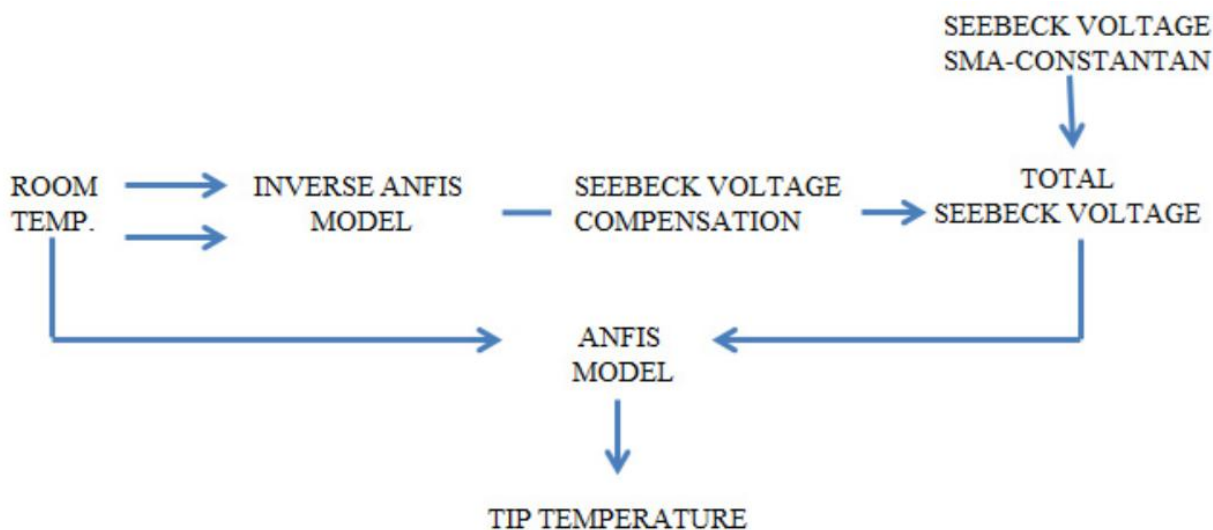 SEEBECK VOLTAGE
SMA-CONSTANTAN
ROOM
TEMP.
INVERSE ANFIS
MODEL
SEEBECK VOLTAGE
COMPENSATION
TOTAL
SEEBECK VOLTAGE
ANFIS
MODEL
TIP TEMPERATURE